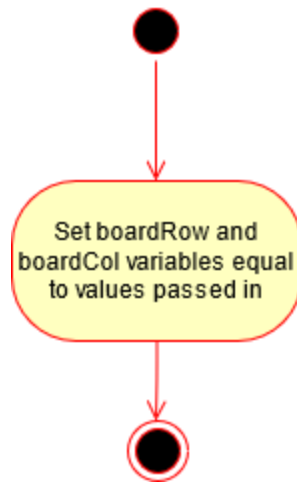 Set boardRow and
boardCol variables equal
to values passed in